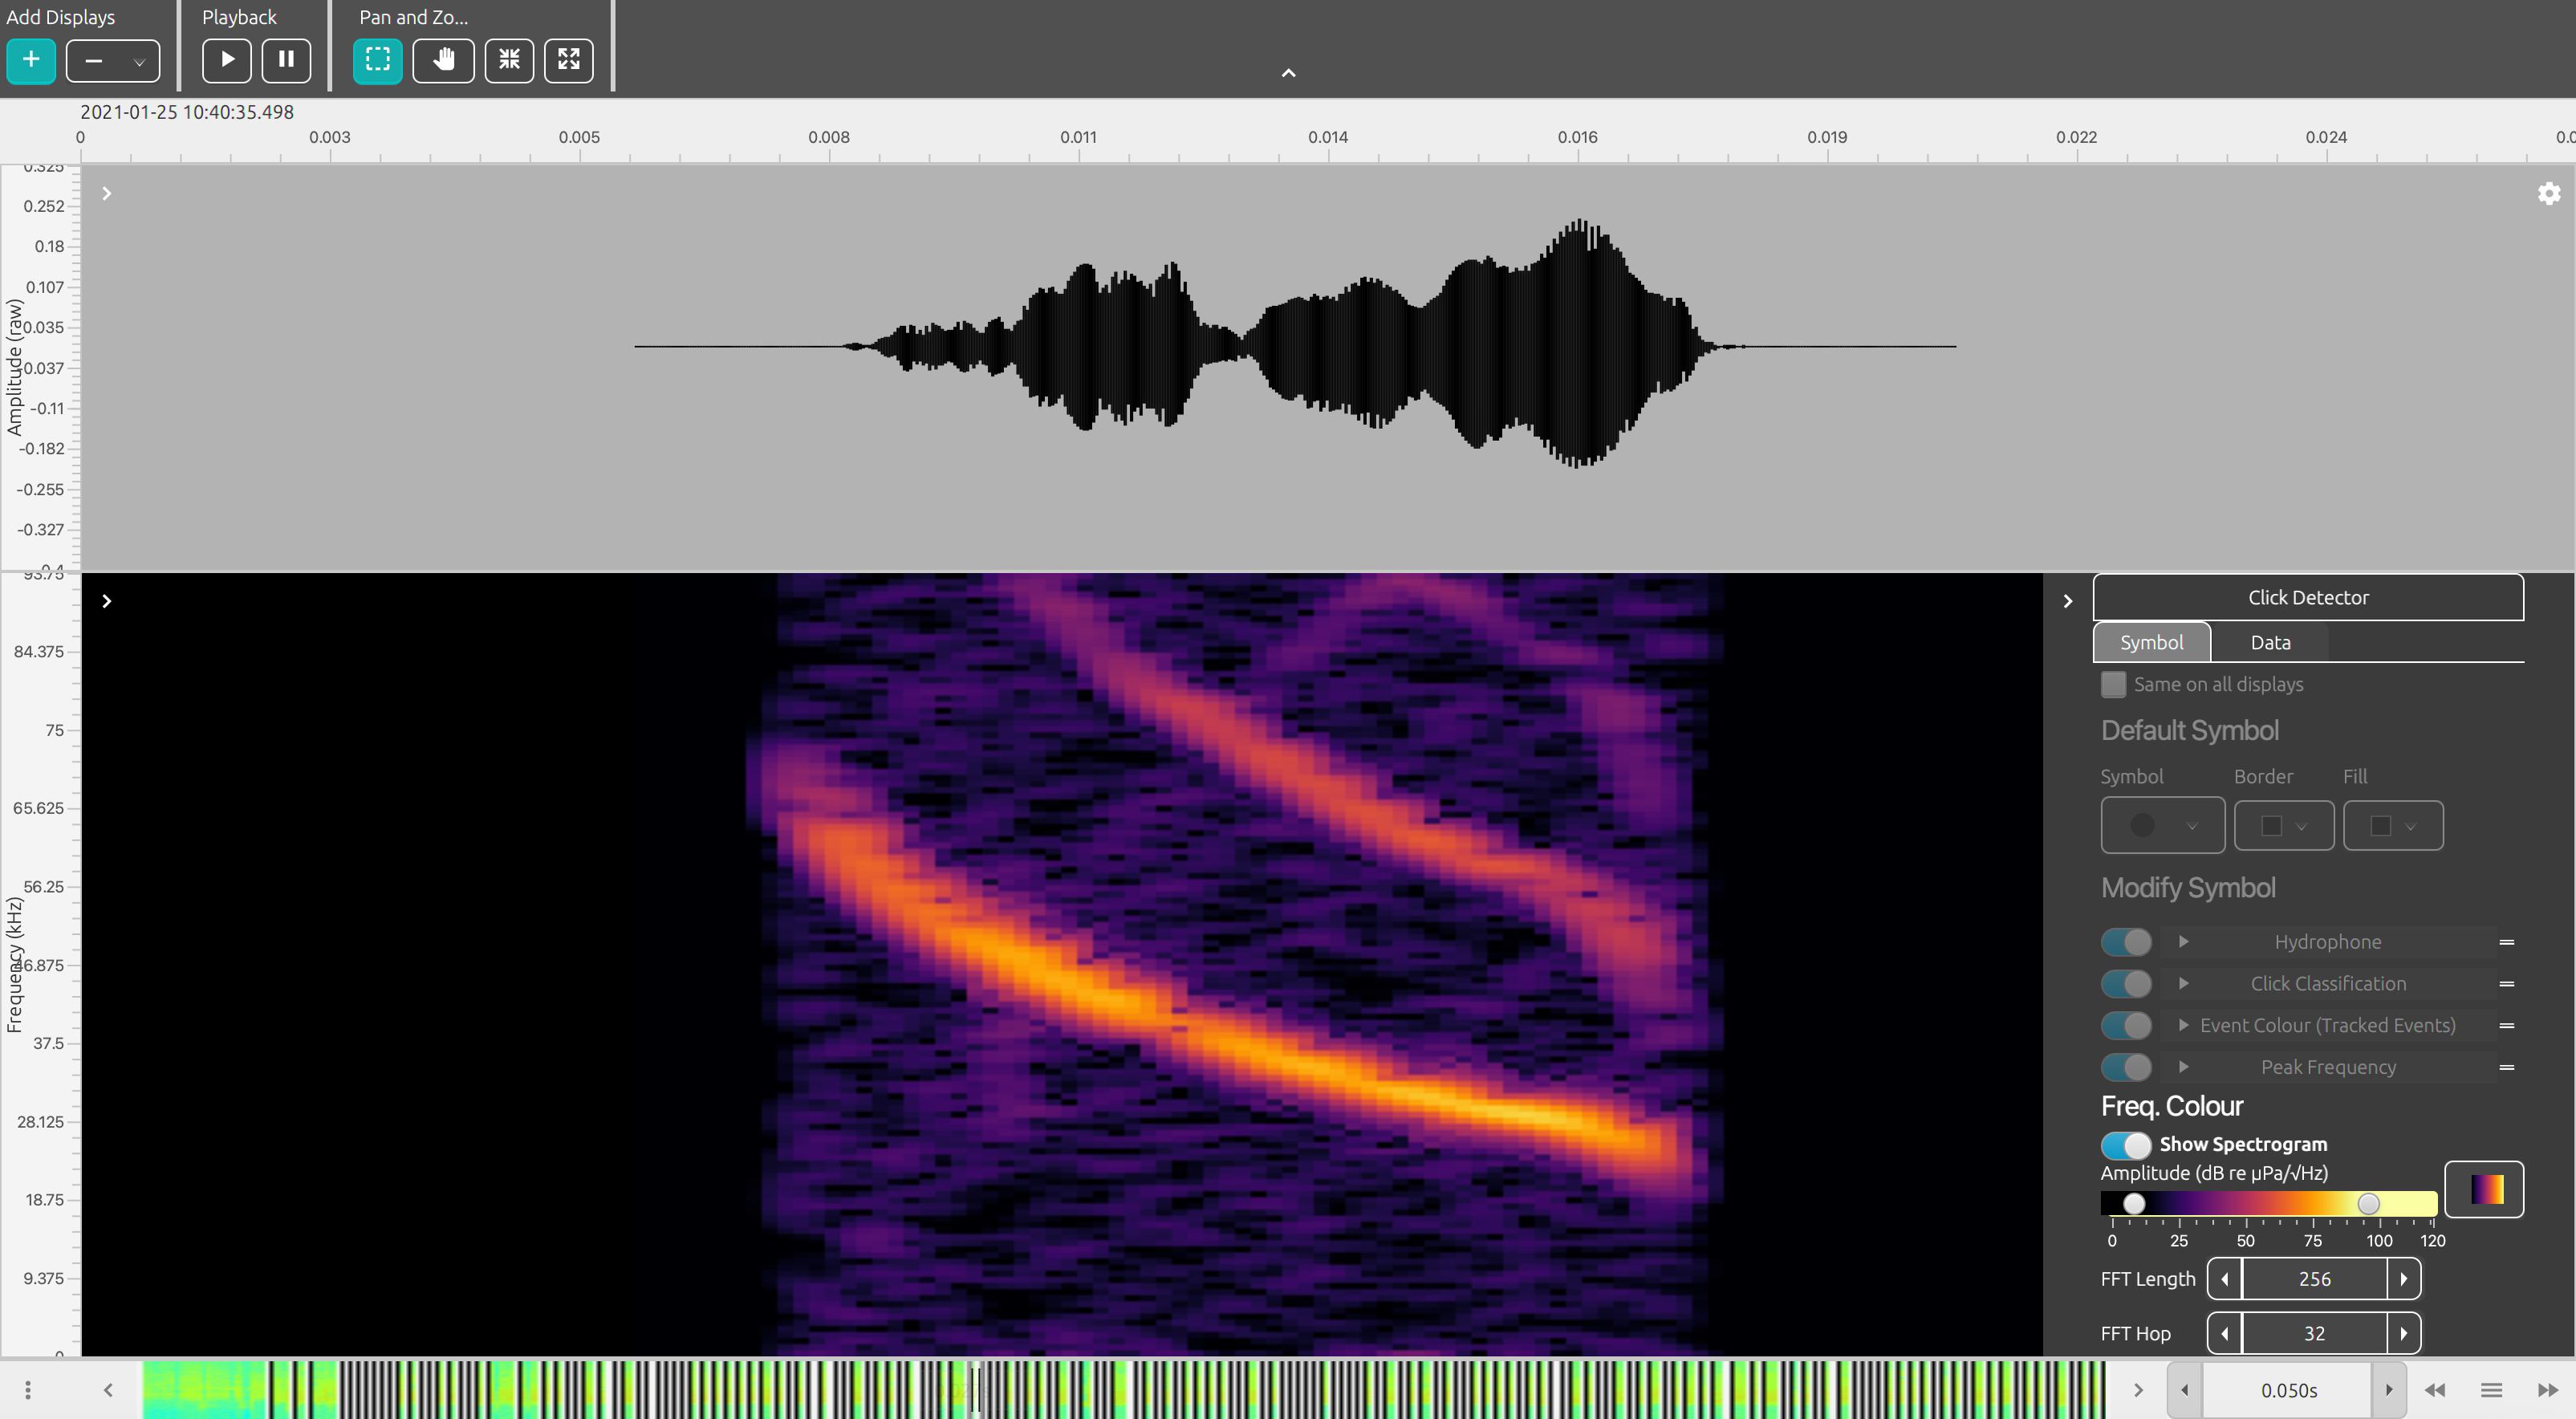 Add Displays Playback Pan and Zo...
2021-01-25 10:40:35.498
0 0.003 0.005 0.008 0.011 0.014 0.016 0.019 0.022 0.024
Amplitude (raw)
0.325
0.252
0.18
0.107
0.035
-0.037
-0.11
-0.182
-0.255
-0.327
-0.4
Frequency (kHz)
93.75
84.375
75
65.625
56.25
46.875
37.5
28.125
18.75
9.375
0
Click Detector
Symbol Data
Same on all displays
Default Symbol
Symbol Border Fill
Modify Symbol
Hydrophone
Click Classification
Event Colour (Tracked Events)
Peak Frequency
Freq. Colour
Show Spectrogram
Amplitude (dB re µPa/√Hz)
0 25 50 75 100 120
FFT Length 256
FFT Hop 32
0.050s